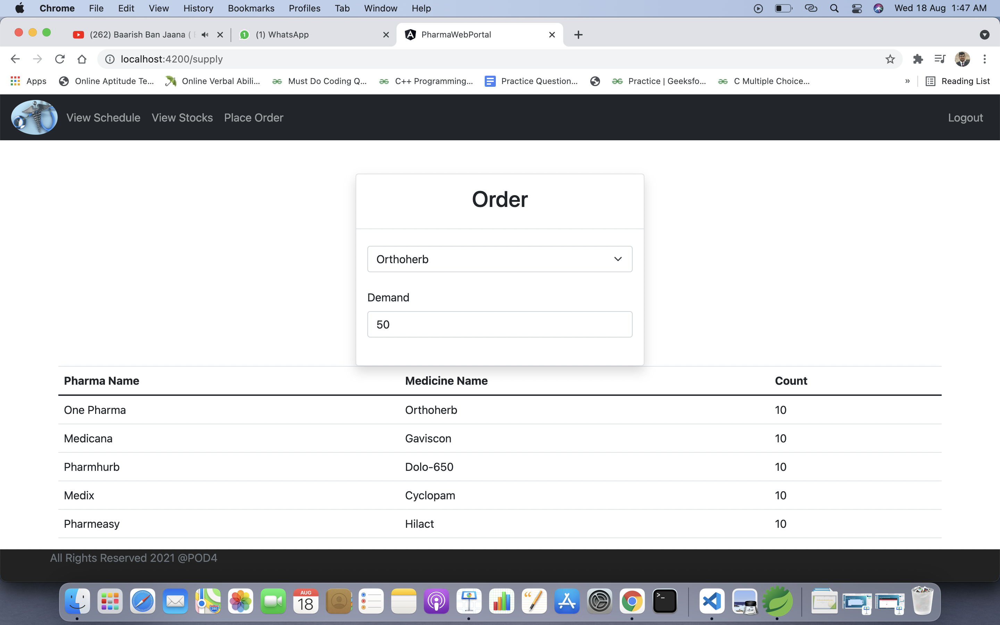 Chrome File Edit View History Bookmarks Profiles Tab Window Help Wed 18 Aug 1:47 AM
(262) Baarish Ban Jaana ( 1 (1) WhatsApp PharmaWebPortal
localhost:4200/supply
Apps Online Aptitude Te... Online Verbal Abili... Must Do Coding Q... C++ Programming... Practice Question... Practice | Geeksfo... C Multiple Choice... » Reading List
View Schedule View Stocks Place Order Logout
Order
Orthoherb
Demand
50
Pharma Name Medicine Name Count
One Pharma Orthoherb 10
Medicana Gaviscon 10
Pharmhurb Dolo-650 10
Medix Cyclopam 10
Pharmeasy Hilact 10
All Rights Reserved 2021 @POD4
AUG
18
280